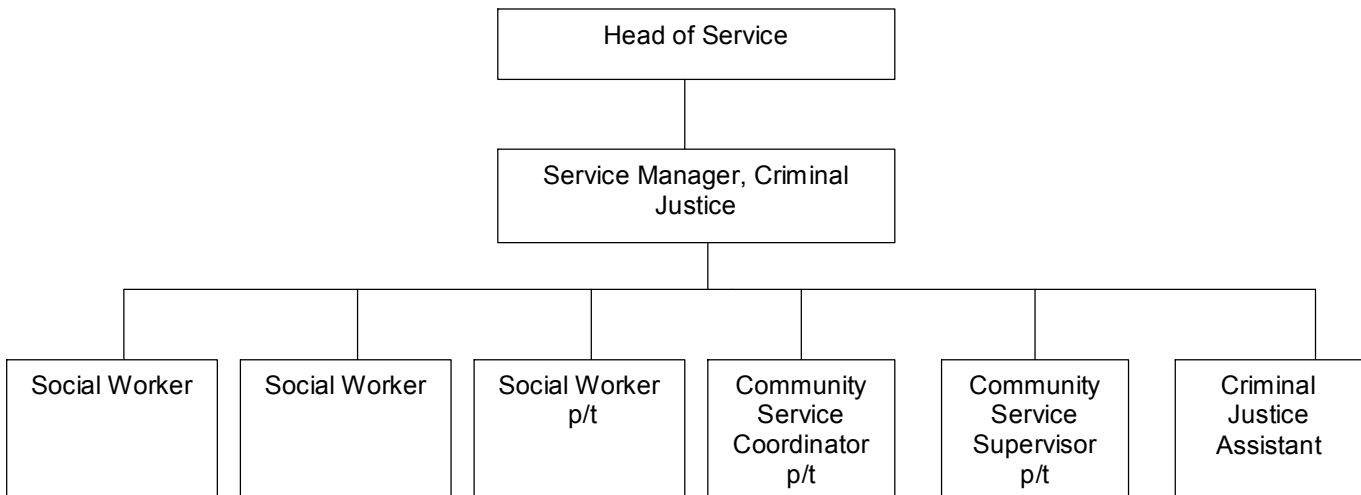 Head of Service
Service Manager, Criminal
Justice
Social Worker
Social Worker
Social Worker
p/t
Community
Service
Coordinator
p/t
Community
Service
Supervisor
p/t
Criminal
Justice
Assistant